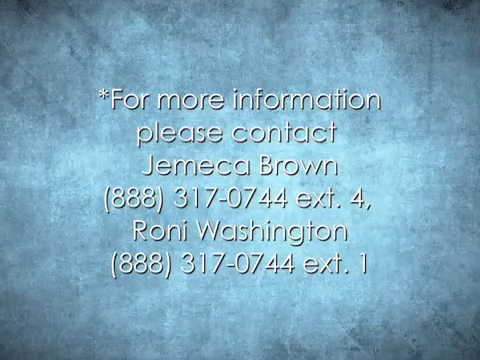 *For more information
please contact
Jemeca Brown
(888) 317-0744 ext. 4,
Roni Washington
(888) 317-0744 ext. 1